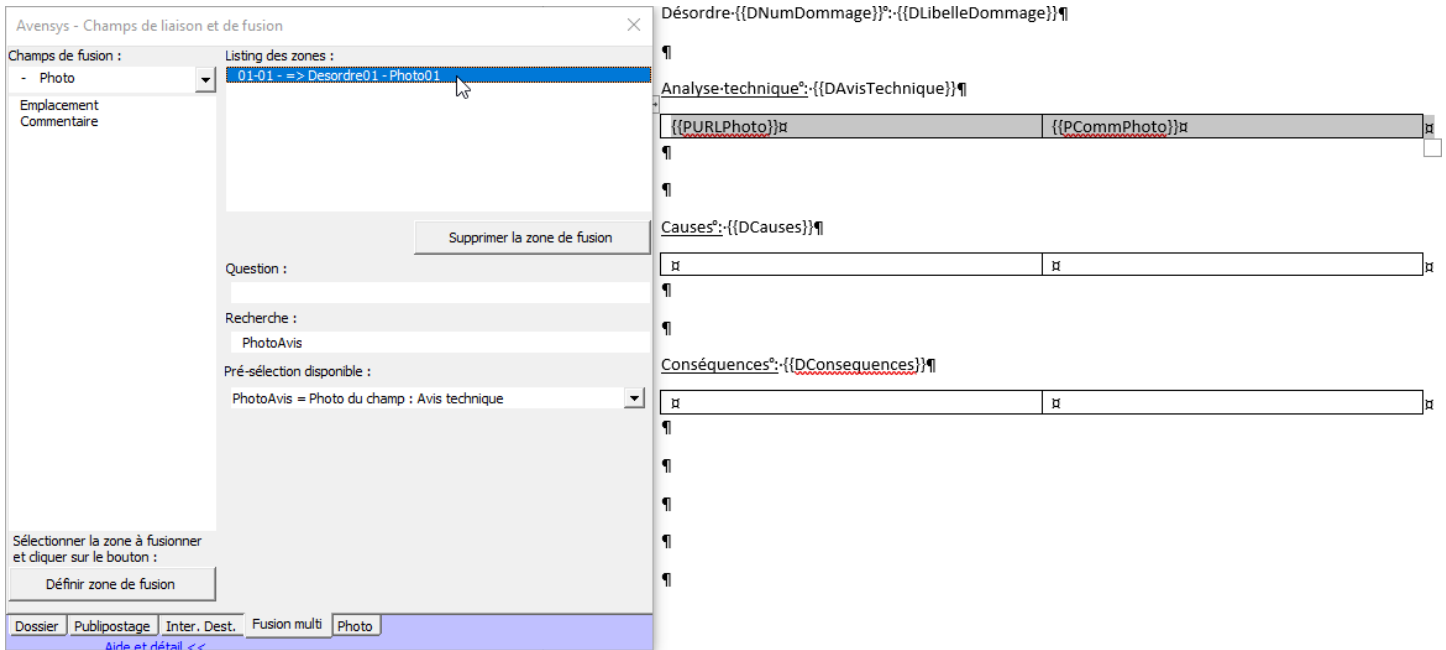 Avensys - Champs de liaison et de fusion
Champs de fusion :
- Photo
Emplacement
Commentaire
Sélectionner la zone à fusionner
et cliquer sur le bouton :
Définir zone de fusion
Listing des zones :
01-01 - => Desordre01 - Photo01
Supprimer la zone de fusion
Question :
Recherche :
PhotoAvis
Pré-sélection disponible :
PhotoAvis = Photo du champ : Avis technique
Dossier Publipostage Inter. Dest. Fusion multi Photo
Aide et détail <<
Désordre·{{DNumDommage}}°:·{{DLibelleDommage}}¶
¶
Analyse·technique°:·{{DAvisTechnique}}¶
{{PURLPhoto}}¤ {{PCommPhoto}}¤ ¤
¶
¶
Causes°:·{{DCauses}}¶
¤ ¤ ¤
¶
¶
Conséquences°:·{{DConsequences}}¶
¤ ¤ ¤
¶
¶
¶
¶
¶